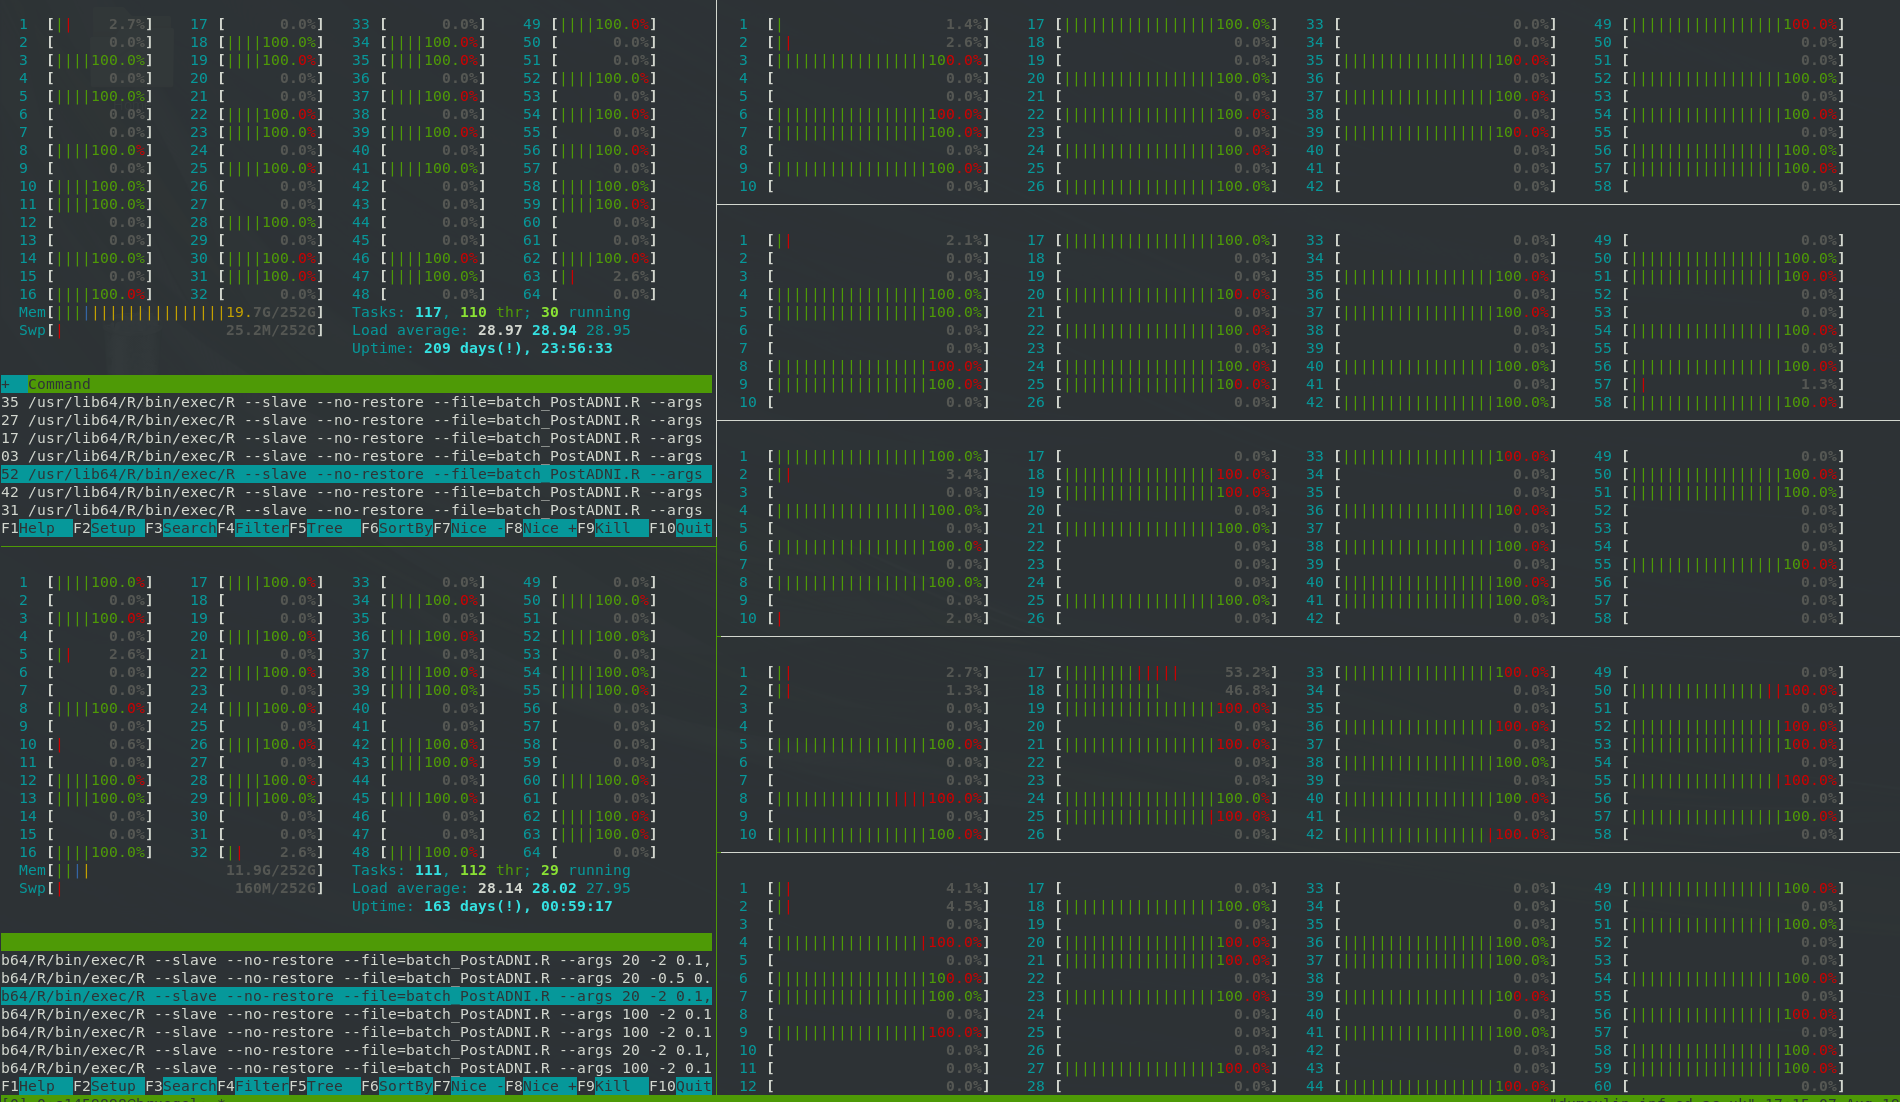 1 [|| 2.7%] 17 [ 0.0%] 33 [ 0.0%] 49 [||||100.0%]
2 [ 0.0%] 18 [||||100.0%] 34 [||||100.0%] 50 [ 0.0%]
3 [||||100.0%] 19 [||||100.0%] 35 [||||100.0%] 51 [ 0.0%]
4 [ 0.0%] 20 [ 0.0%] 36 [ 0.0%] 52 [||||100.0%]
5 [||||100.0%] 21 [ 0.0%] 37 [||||100.0%] 53 [ 0.0%]
6 [ 0.0%] 22 [||||100.0%] 38 [ 0.0%] 54 [||||100.0%]
7 [ 0.0%] 23 [||||100.0%] 39 [||||100.0%] 55 [ 0.0%]
8 [||||100.0%] 24 [ 0.0%] 40 [ 0.0%] 56 [||||100.0%]
9 [ 0.0%] 25 [||||100.0%] 41 [||||100.0%] 57 [ 0.0%]
10 [||||100.0%] 26 [ 0.0%] 42 [ 0.0%] 58 [||||100.0%]
11 [||||100.0%] 27 [ 0.0%] 43 [ 0.0%] 59 [||||100.0%]
12 [ 0.0%] 28 [||||100.0%] 44 [ 0.0%] 60 [ 0.0%]
13 [ 0.0%] 29 [ 0.0%] 45 [ 0.0%] 61 [ 0.0%]
14 [||||100.0%] 30 [||||100.0%] 46 [||||100.0%] 62 [||||100.0%]
15 [ 0.0%] 31 [||||100.0%] 47 [||||100.0%] 63 [|| 2.6%]
16 [||||100.0%] 32 [ 0.0%] 48 [ 0.0%] 64 [ 0.0%]
Mem[|||||||||||||||||||19.7G/252G] Tasks: 117, 110 thr; 30 running
Swp[| 25.2M/252G] Load average: 28.97 28.94 28.95
Uptime: 209 days(!), 23:56:33
+ Command
35 /usr/lib64/R/bin/exec/R --slave --no-restore --file=batch_PostADNI.R --args
27 /usr/lib64/R/bin/exec/R --slave --no-restore --file=batch_PostADNI.R --args
17 /usr/lib64/R/bin/exec/R --slave --no-restore --file=batch_PostADNI.R --args
03 /usr/lib64/R/bin/exec/R --slave --no-restore --file=batch_PostADNI.R --args
52 /usr/lib64/R/bin/exec/R --slave --no-restore --file=batch_PostADNI.R --args
42 /usr/lib64/R/bin/exec/R --slave --no-restore --file=batch_PostADNI.R --args
31 /usr/lib64/R/bin/exec/R --slave --no-restore --file=batch_PostADNI.R --args
F1Help F2Setup F3SearchF4FilterF5Tree F6SortByF7Nice -F8Nice +F9Kill F10Quit
1 [||||100.0%] 17 [||||100.0%] 33 [ 0.0%] 49 [ 0.0%]
2 [ 0.0%] 18 [ 0.0%] 34 [||||100.0%] 50 [||||100.0%]
3 [||||100.0%] 19 [ 0.0%] 35 [ 0.0%] 51 [ 0.0%]
4 [ 0.0%] 20 [||||100.0%] 36 [||||100.0%] 52 [||||100.0%]
5 [|| 2.6%] 21 [ 0.0%] 37 [ 0.0%] 53 [ 0.0%]
6 [ 0.0%] 22 [||||100.0%] 38 [||||100.0%] 54 [||||100.0%]
7 [ 0.0%] 23 [ 0.0%] 39 [||||100.0%] 55 [||||100.0%]
8 [||||100.0%] 24 [||||100.0%] 40 [ 0.0%] 56 [ 0.0%]
9 [ 0.0%] 25 [ 0.0%] 41 [ 0.0%] 57 [ 0.0%]
10 [| 0.6%] 26 [||||100.0%] 42 [||||100.0%] 58 [ 0.0%]
11 [ 0.0%] 27 [ 0.0%] 43 [||||100.0%] 59 [ 0.0%]
12 [||||100.0%] 28 [||||100.0%] 44 [ 0.0%] 60 [||||100.0%]
13 [||||100.0%] 29 [||||100.0%] 45 [||||100.0%] 61 [ 0.0%]
14 [ 0.0%] 30 [ 0.0%] 46 [ 0.0%] 62 [||||100.0%]
15 [ 0.0%] 31 [ 0.0%] 47 [ 0.0%] 63 [||||100.0%]
16 [||||100.0%] 32 [|| 2.6%] 48 [||||100.0%] 64 [ 0.0%]
Mem[|||| 11.9G/252G] Tasks: 111, 112 thr; 29 running
Swp[| 160M/252G] Load average: 28.14 28.02 27.95
Uptime: 163 days(!), 00:59:17
b64/R/bin/exec/R --slave --no-restore --file=batch_PostADNI.R --args 20 -2 0.1,
b64/R/bin/exec/R --slave --no-restore --file=batch_PostADNI.R --args 20 -0.5 0.
b64/R/bin/exec/R --slave --no-restore --file=batch_PostADNI.R --args 20 -2 0.1,
b64/R/bin/exec/R --slave --no-restore --file=batch_PostADNI.R --args 100 -2 0.1
b64/R/bin/exec/R --slave --no-restore --file=batch_PostADNI.R --args 100 -2 0.1
b64/R/bin/exec/R --slave --no-restore --file=batch_PostADNI.R --args 20 -2 0.1,
b64/R/bin/exec/R --slave --no-restore --file=batch_PostADNI.R --args 100 -2 0.1
F1Help F2Setup F3SearchF4FilterF5Tree F6SortByF7Nice -F8Nice +F9Kill F10Quit
1 [| 1.4%] 17 [|||||||||||||||||100.0%] 33 [ 0.0%] 49 [|||||||||||||||||100.0%]
2 [|| 2.6%] 18 [ 0.0%] 34 [ 0.0%] 50 [ 0.0%]
3 [|||||||||||||||||100.0%] 19 [ 0.0%] 35 [|||||||||||||||||100.0%] 51 [ 0.0%]
4 [ 0.0%] 20 [|||||||||||||||||100.0%] 36 [ 0.0%] 52 [|||||||||||||||||100.0%]
5 [ 0.0%] 21 [ 0.0%] 37 [|||||||||||||||||100.0%] 53 [ 0.0%]
6 [|||||||||||||||||100.0%] 22 [|||||||||||||||||100.0%] 38 [ 0.0%] 54 [|||||||||||||||||100.0%]
7 [|||||||||||||||||100.0%] 23 [ 0.0%] 39 [|||||||||||||||||100.0%] 55 [ 0.0%]
8 [ 0.0%] 24 [|||||||||||||||||100.0%] 40 [ 0.0%] 56 [|||||||||||||||||100.0%]
9 [|||||||||||||||||100.0%] 25 [ 0.0%] 41 [ 0.0%] 57 [|||||||||||||||||100.0%]
10 [ 0.0%] 26 [|||||||||||||||||100.0%] 42 [ 0.0%] 58 [ 0.0%]
1 [|| 2.1%] 17 [|||||||||||||||||100.0%] 33 [ 0.0%] 49 [ 0.0%]
2 [ 0.0%] 18 [ 0.0%] 34 [ 0.0%] 50 [|||||||||||||||||100.0%]
3 [ 0.0%] 19 [ 0.0%] 35 [|||||||||||||||||100.0%] 51 [|||||||||||||||||100.0%]
4 [|||||||||||||||||100.0%] 20 [|||||||||||||||||100.0%] 36 [ 0.0%] 52 [ 0.0%]
5 [|||||||||||||||||100.0%] 21 [ 0.0%] 37 [|||||||||||||||||100.0%] 53 [ 0.0%]
6 [ 0.0%] 22 [|||||||||||||||||100.0%] 38 [ 0.0%] 54 [|||||||||||||||||100.0%]
7 [ 0.0%] 23 [ 0.0%] 39 [ 0.0%] 55 [ 0.0%]
8 [|||||||||||||||||100.0%] 24 [|||||||||||||||||100.0%] 40 [|||||||||||||||||100.0%] 56 [|||||||||||||||||100.0%]
9 [|||||||||||||||||100.0%] 25 [|||||||||||||||||100.0%] 41 [ 0.0%] 57 [|| 1.3%]
10 [ 0.0%] 26 [ 0.0%] 42 [|||||||||||||||||100.0%] 58 [|||||||||||||||||100.0%]
1 [|||||||||||||||||100.0%] 17 [ 0.0%] 33 [|||||||||||||||||100.0%] 49 [ 0.0%]
2 [|| 3.4%] 18 [|||||||||||||||||100.0%] 34 [ 0.0%] 50 [|||||||||||||||||100.0%]
3 [ 0.0%] 19 [|||||||||||||||||100.0%] 35 [ 0.0%] 51 [|||||||||||||||||100.0%]
4 [|||||||||||||||||100.0%] 20 [ 0.0%] 36 [|||||||||||||||||100.0%] 52 [ 0.0%]
5 [ 0.0%] 21 [|||||||||||||||||100.0%] 37 [ 0.0%] 53 [ 0.0%]
6 [|||||||||||||||||100.0%] 22 [ 0.0%] 38 [|||||||||||||||||100.0%] 54 [ 0.0%]
7 [ 0.0%] 23 [ 0.0%] 39 [ 0.0%] 55 [|||||||||||||||||100.0%]
8 [|||||||||||||||||100.0%] 24 [ 0.0%] 40 [|||||||||||||||||100.0%] 56 [ 0.0%]
9 [ 0.0%] 25 [|||||||||||||||||100.0%] 41 [|||||||||||||||||100.0%] 57 [ 0.0%]
10 [| 2.0%] 26 [ 0.0%] 42 [ 0.0%] 58 [ 0.0%]
1 [|| 2.7%] 17 [||||||||||||| 53.2%] 33 [|||||||||||||||||100.0%] 49 [ 0.0%]
2 [|| 1.3%] 18 [||||||||||| 46.8%] 34 [ 0.0%] 50 [|||||||||||||||||100.0%]
3 [ 0.0%] 19 [|||||||||||||||||100.0%] 35 [ 0.0%] 51 [ 0.0%]
4 [ 0.0%] 20 [ 0.0%] 36 [|||||||||||||||||100.0%] 52 [|||||||||||||||||100.0%]
5 [|||||||||||||||||100.0%] 21 [|||||||||||||||||100.0%] 37 [ 0.0%] 53 [|||||||||||||||||100.0%]
6 [ 0.0%] 22 [ 0.0%] 38 [|||||||||||||||||100.0%] 54 [ 0.0%]
7 [ 0.0%] 23 [ 0.0%] 39 [ 0.0%] 55 [|||||||||||||||||100.0%]
8 [|||||||||||||||||100.0%] 24 [|||||||||||||||||100.0%] 40 [|||||||||||||||||100.0%] 56 [ 0.0%]
9 [ 0.0%] 25 [|||||||||||||||||100.0%] 41 [ 0.0%] 57 [|||||||||||||||||100.0%]
10 [|||||||||||||||||100.0%] 26 [ 0.0%] 42 [|||||||||||||||||100.0%] 58 [ 0.0%]
1 [|| 4.1%] 17 [ 0.0%] 33 [ 0.0%] 49 [|||||||||||||||||100.0%]
2 [|| 4.5%] 18 [|||||||||||||||||100.0%] 34 [ 0.0%] 50 [ 0.0%]
3 [ 0.0%] 19 [ 0.0%] 35 [ 0.0%] 51 [|||||||||||||||||100.0%]
4 [|||||||||||||||||100.0%] 20 [|||||||||||||||||100.0%] 36 [|||||||||||||||||100.0%] 52 [ 0.0%]
5 [ 0.0%] 21 [|||||||||||||||||100.0%] 37 [|||||||||||||||||100.0%] 53 [ 0.0%]
6 [|||||||||||||||||100.0%] 22 [ 0.0%] 38 [ 0.0%] 54 [|||||||||||||||||100.0%]
7 [|||||||||||||||||100.0%] 23 [|||||||||||||||||100.0%] 39 [|||||||||||||||||100.0%] 55 [ 0.0%]
8 [ 0.0%] 24 [ 0.0%] 40 [ 0.0%] 56 [|||||||||||||||||100.0%]
9 [|||||||||||||||||100.0%] 25 [ 0.0%] 41 [|||||||||||||||||100.0%] 57 [ 0.0%]
10 [ 0.0%] 26 [ 0.0%] 42 [ 0.0%] 58 [|||||||||||||||||100.0%]
11 [ 0.0%] 27 [|||||||||||||||||100.0%] 43 [ 0.0%] 59 [|||||||||||||||||100.0%]
12 [ 0.0%] 28 [ 0.0%] 44 [|||||||||||||||||100.0%] 60 [ 0.0%]